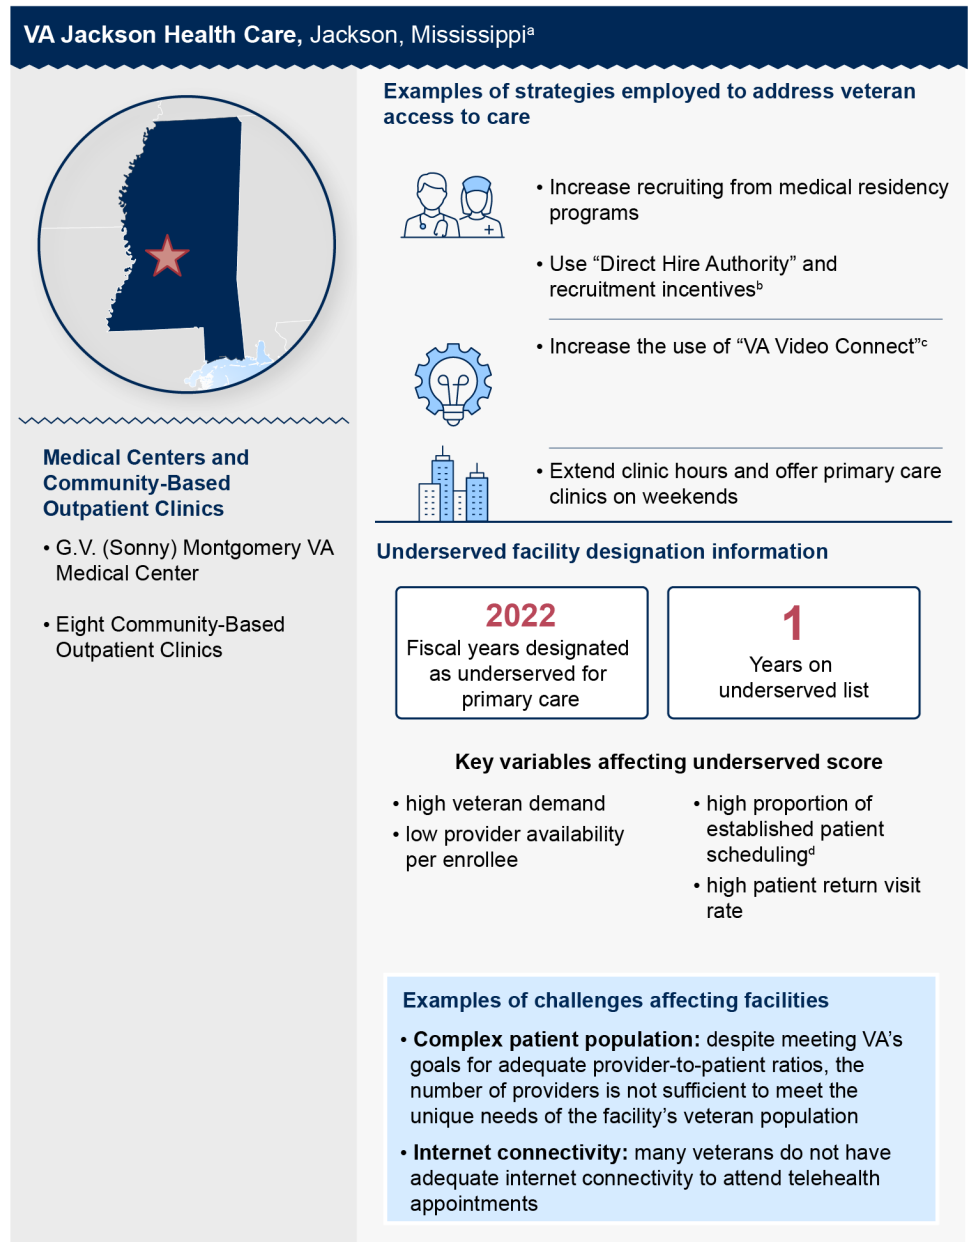 VA Jackson Health Care, Jackson, Mississippiᵃ
Medical Centers and
Community-Based
Outpatient Clinics
• G.V. (Sonny) Montgomery VA
Medical Center
• Eight Community-Based
Outpatient Clinics
Examples of strategies employed to address veteran
access to care
• Increase recruiting from medical residency
programs
• Use “Direct Hire Authority” and
recruitment incentivesᵇ
• Increase the use of “VA Video Connect”ᶜ
• Extend clinic hours and offer primary care
clinics on weekends
Underserved facility designation information
2022
Fiscal years designated
as underserved for
primary care
1
Years on
underserved list
Key variables affecting underserved score
• high veteran demand
• low provider availability
per enrollee
• high proportion of
established patient
schedulingᵈ
• high patient return visit
rate
Examples of challenges affecting facilities
• Complex patient population: despite meeting VA’s
goals for adequate provider-to-patient ratios, the
number of providers is not sufficient to meet the
unique needs of the facility’s veteran population
• Internet connectivity: many veterans do not have
adequate internet connectivity to attend telehealth
appointments